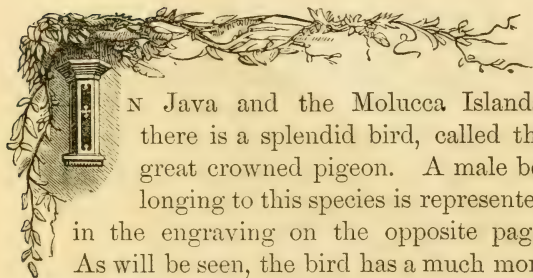 IN Java and the Molucca Island
there is a splendid bird, called th
great crowned pigeon. A male be
longing to this species is represente
in the engraving on the opposite pag
As will be seen, the bird has a much mor